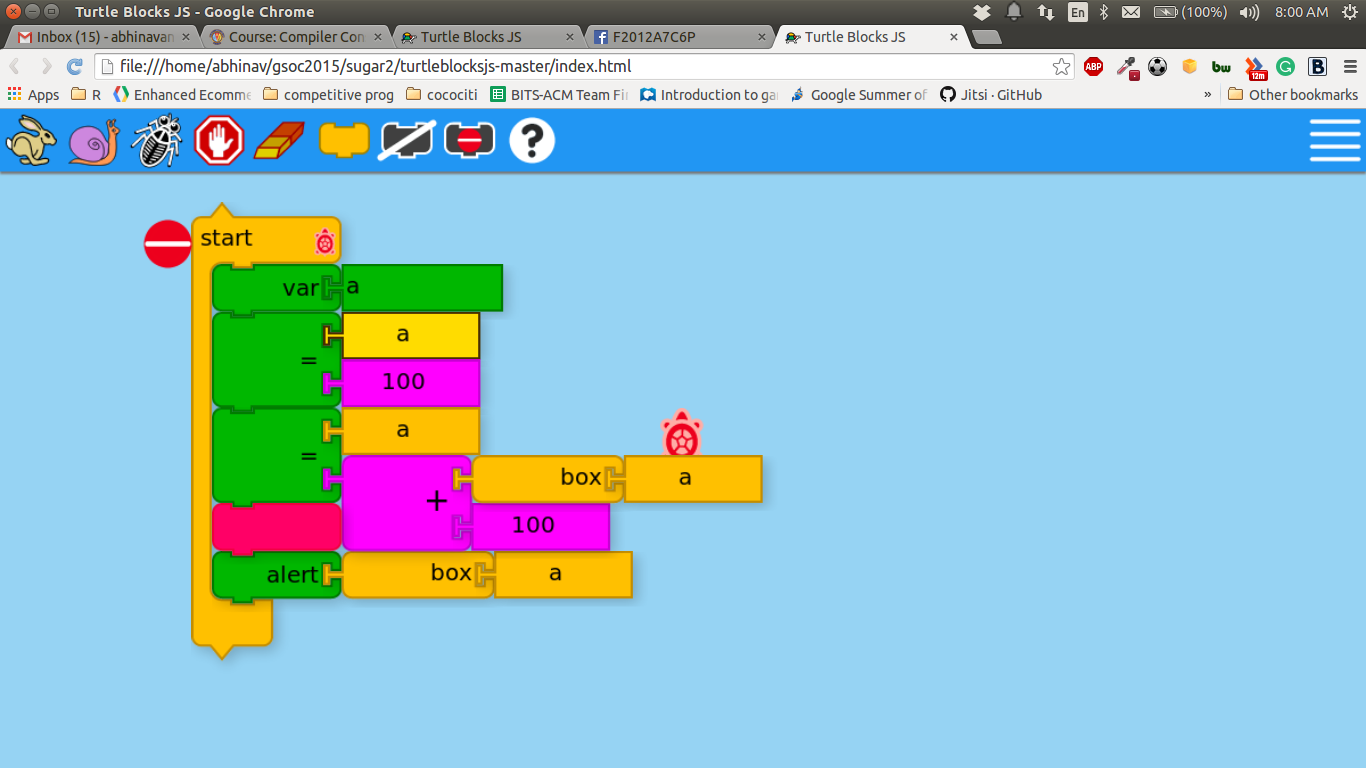 Turtle Blocks JS - Google Chrome
En (100%) 8:00 AM
Inbox (15) - abhinavan Course: Compiler Con Turtle Blocks JS F2012A7C6P Turtle Blocks JS
file:///home/abhinav/gsoc2015/sugar2/turtleblocksjs-master/index.html
ABP bw 12m B
Apps R Enhanced Ecomme competitive prog cocociti BITS-ACM Team Fi Introduction to ga Google Summer of Jitsi · GitHub » Other bookmarks
?
start
var a
a
=
100
a
=
box a
+
100
alert box a